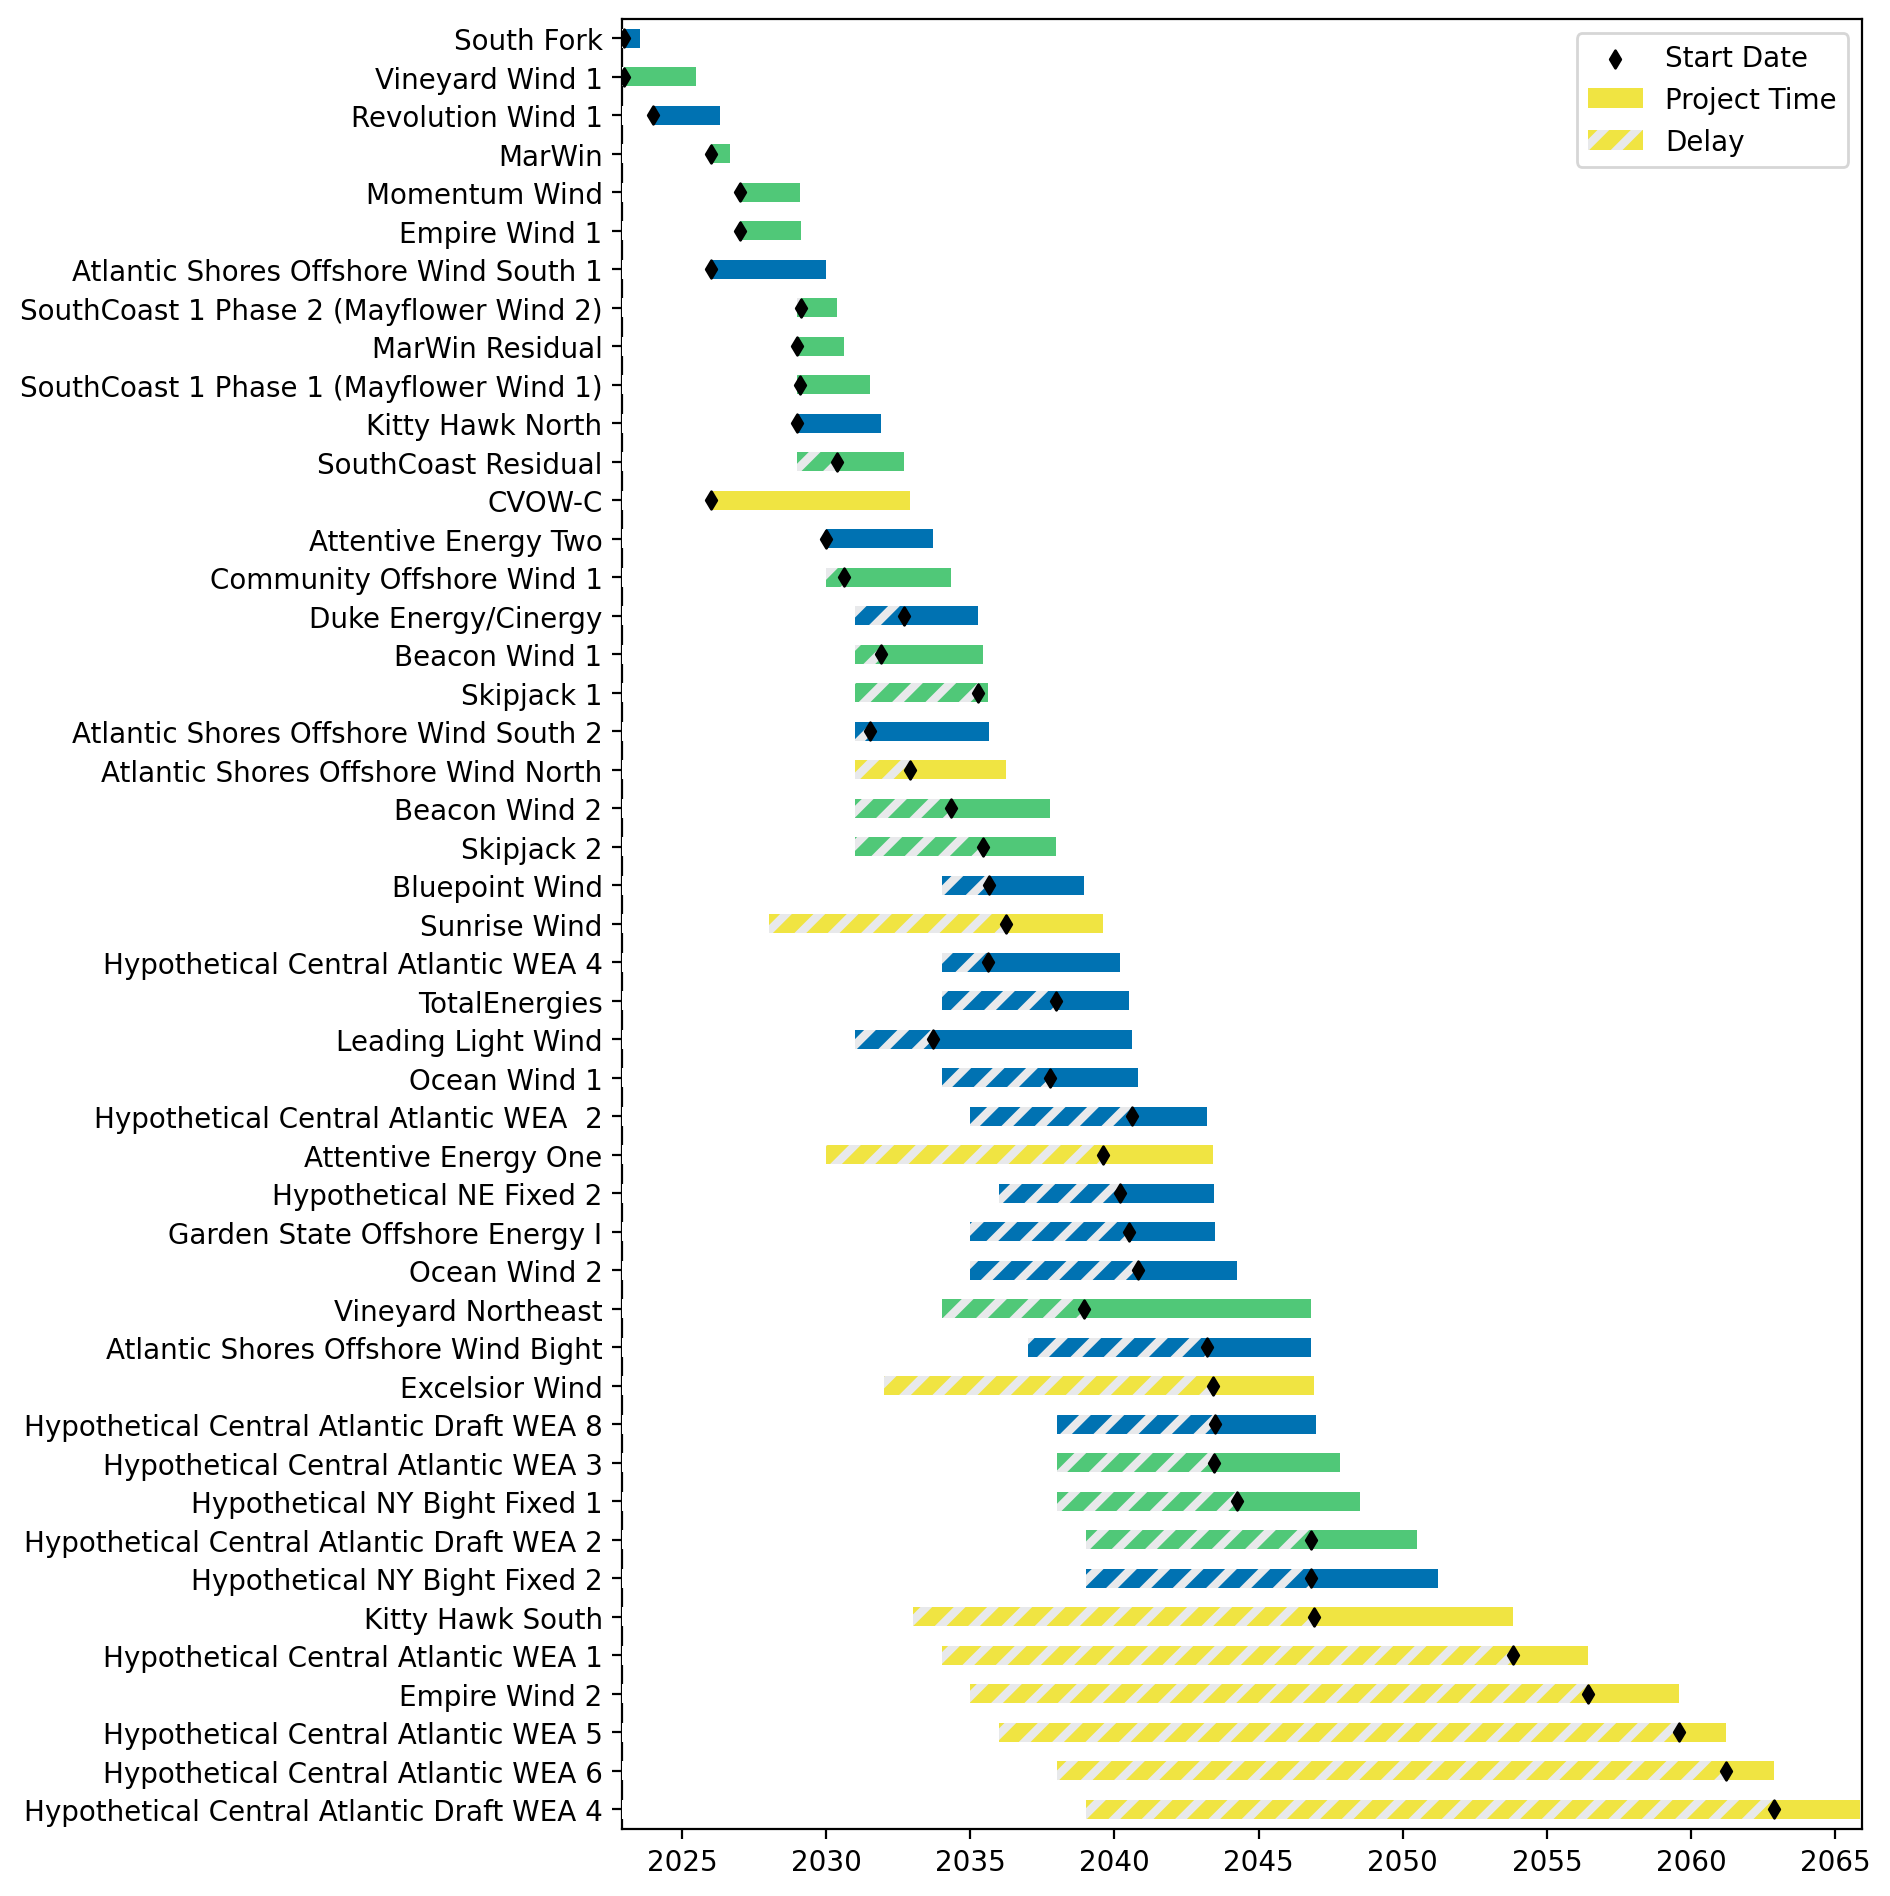 South Fork
Vineyard Wind 1
Revolution Wind 1
MarWin
Momentum Wind
Empire Wind 1
Atlantic Shores Offshore Wind South 1
SouthCoast 1 Phase 2 (Mayflower Wind 2)
MarWin Residual
SouthCoast 1 Phase 1 (Mayflower Wind 1)
Kitty Hawk North
SouthCoast Residual
CVOW-C
Attentive Energy Two
Community Offshore Wind 1
Duke Energy/Cinergy
Beacon Wind 1
Skipjack 1
Atlantic Shores Offshore Wind South 2
Atlantic Shores Offshore Wind North
Beacon Wind 2
Skipjack 2
Bluepoint Wind
Sunrise Wind
Hypothetical Central Atlantic WEA 4
TotalEnergies
Leading Light Wind
Ocean Wind 1
Hypothetical Central Atlantic WEA  2
Attentive Energy One
Hypothetical NE Fixed 2
Garden State Offshore Energy I
Ocean Wind 2
Vineyard Northeast
Atlantic Shores Offshore Wind Bight
Excelsior Wind
Hypothetical Central Atlantic Draft WEA 8
Hypothetical Central Atlantic WEA 3
Hypothetical NY Bight Fixed 1
Hypothetical Central Atlantic Draft WEA 2
Hypothetical NY Bight Fixed 2
Kitty Hawk South
Hypothetical Central Atlantic WEA 1
Empire Wind 2
Hypothetical Central Atlantic WEA 5
Hypothetical Central Atlantic WEA 6
Hypothetical Central Atlantic Draft WEA 4
Start Date
Project Time
Delay
2025 2030 2035 2040 2045 2050 2055 2060 2065